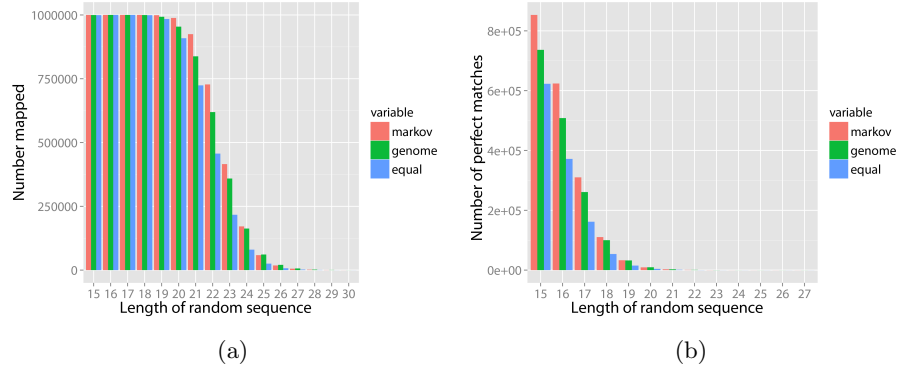 1000000
750000
500000
250000
0
Number mapped
15 16 17 18 19 20 21 22 23 24 25 26 27 28 29 30
Length of random sequence
variable
markov
genome
equal
(a)
8e+05
6e+05
4e+05
2e+05
0e+00
Number of perfect matches
15 16 17 18 19 20 21 22 23 24 25 26 27
Length of random sequence
variable
markov
genome
equal
(b)